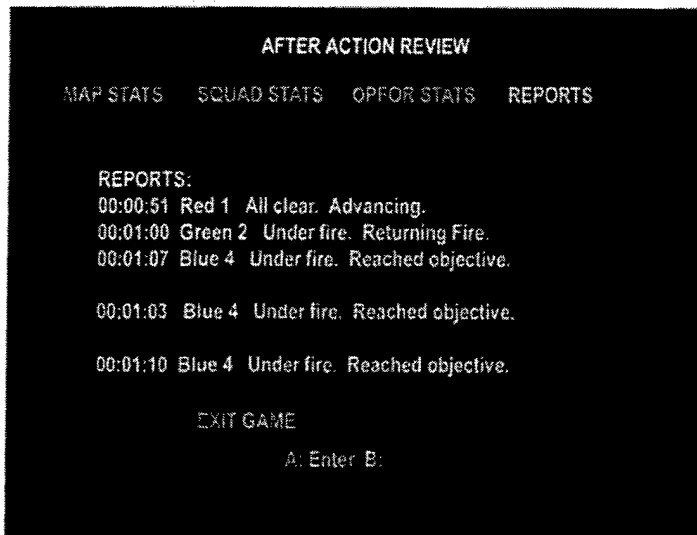 AFTER ACTION REVIEW
MAP STATS SQUAD STATS OPFOR STATS REPORTS
REPORTS:
00:00:51 Red 1 All clear. Advancing.
00:01:00 Green 2 Under fire. Returning Fire.
00:01:07 Blue 4 Under fire. Reached objective.
00:01:03 Blue 4 Under fire. Reached objective.
00:01:10 Blue 4 Under fire. Reached objective.
EXIT GAME
A: Enter B: